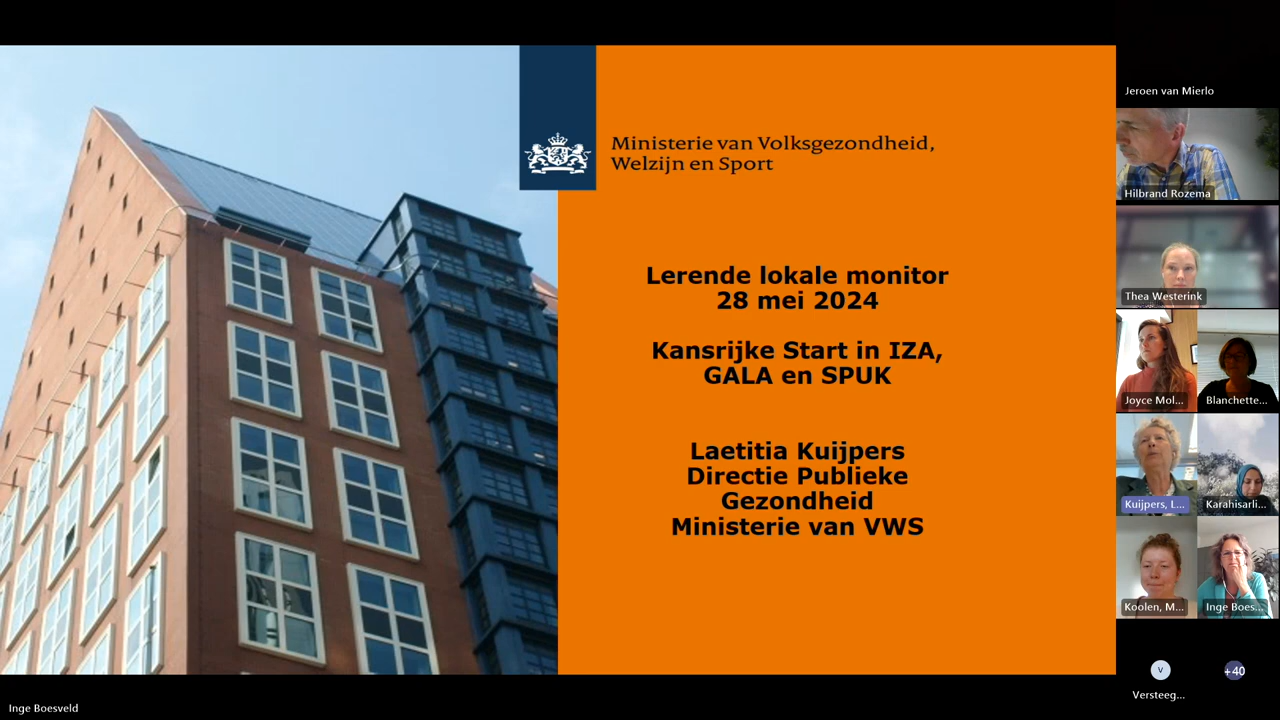 Ministerie van Volksgezondheid,
Welzijn en Sport
Lerende lokale monitor
28 mei 2024
Kansrijke Start in IZA,
GALA en SPUK
Laetitia Kuijpers
Directie Publieke
Gezondheid
Ministerie van VWS
Jeroen van Mierlo
Hilbrand Rozema
Thea Westerink
Joyce Mol...
Blanchette...
Kuijpers, L...
Karahisarli...
Koolen, M...
Inge Boes...
V
+40
Versteeg...
Inge Boesveld